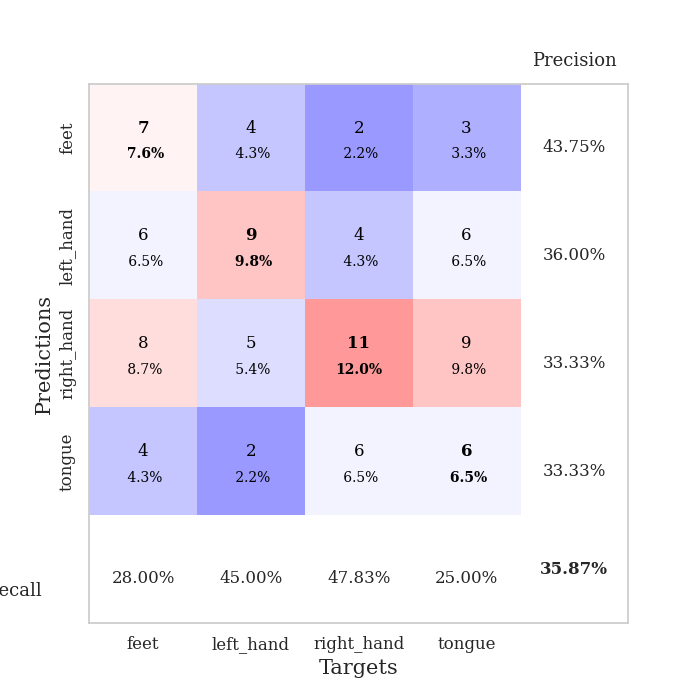 Precision
feet
7 4 2 3
7.6% 4.3% 2.2% 3.3%
43.75%
left_hand
6 9 4 6
6.5% 9.8% 4.3% 6.5%
36.00%
right_hand
8 5 11 9
8.7% 5.4% 12.0% 9.8%
33.33%
tongue
4 2 6 6
4.3% 2.2% 6.5% 6.5%
33.33%
Predictions
ecall
28.00% 45.00% 47.83% 25.00% 35.87%
feet left_hand right_hand tongue
Targets